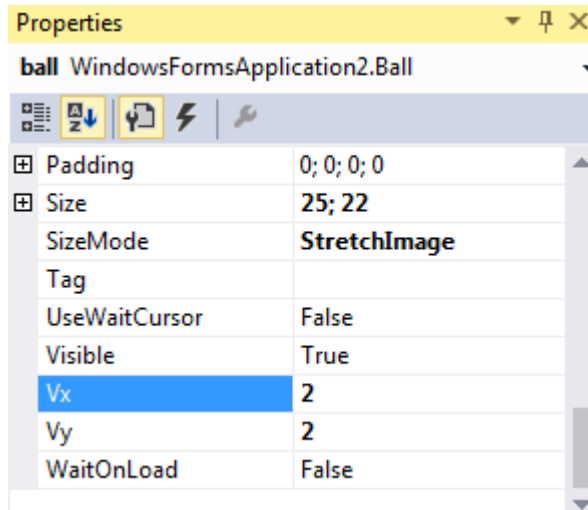 Properties
ball WindowsFormsApplication2.Ball
Padding 0; 0; 0; 0
Size 25; 22
SizeMode StretchImage
Tag
UseWaitCursor False
Visible True
Vx 2
Vy 2
WaitOnLoad False